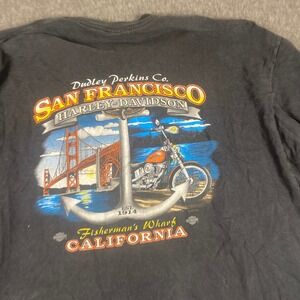 Dudley Perkins Co.
SAN FRANCISCO
HARLEY-DAVIDSON
EST.
1914
Fisherman's Wharf
CALIFORNIA